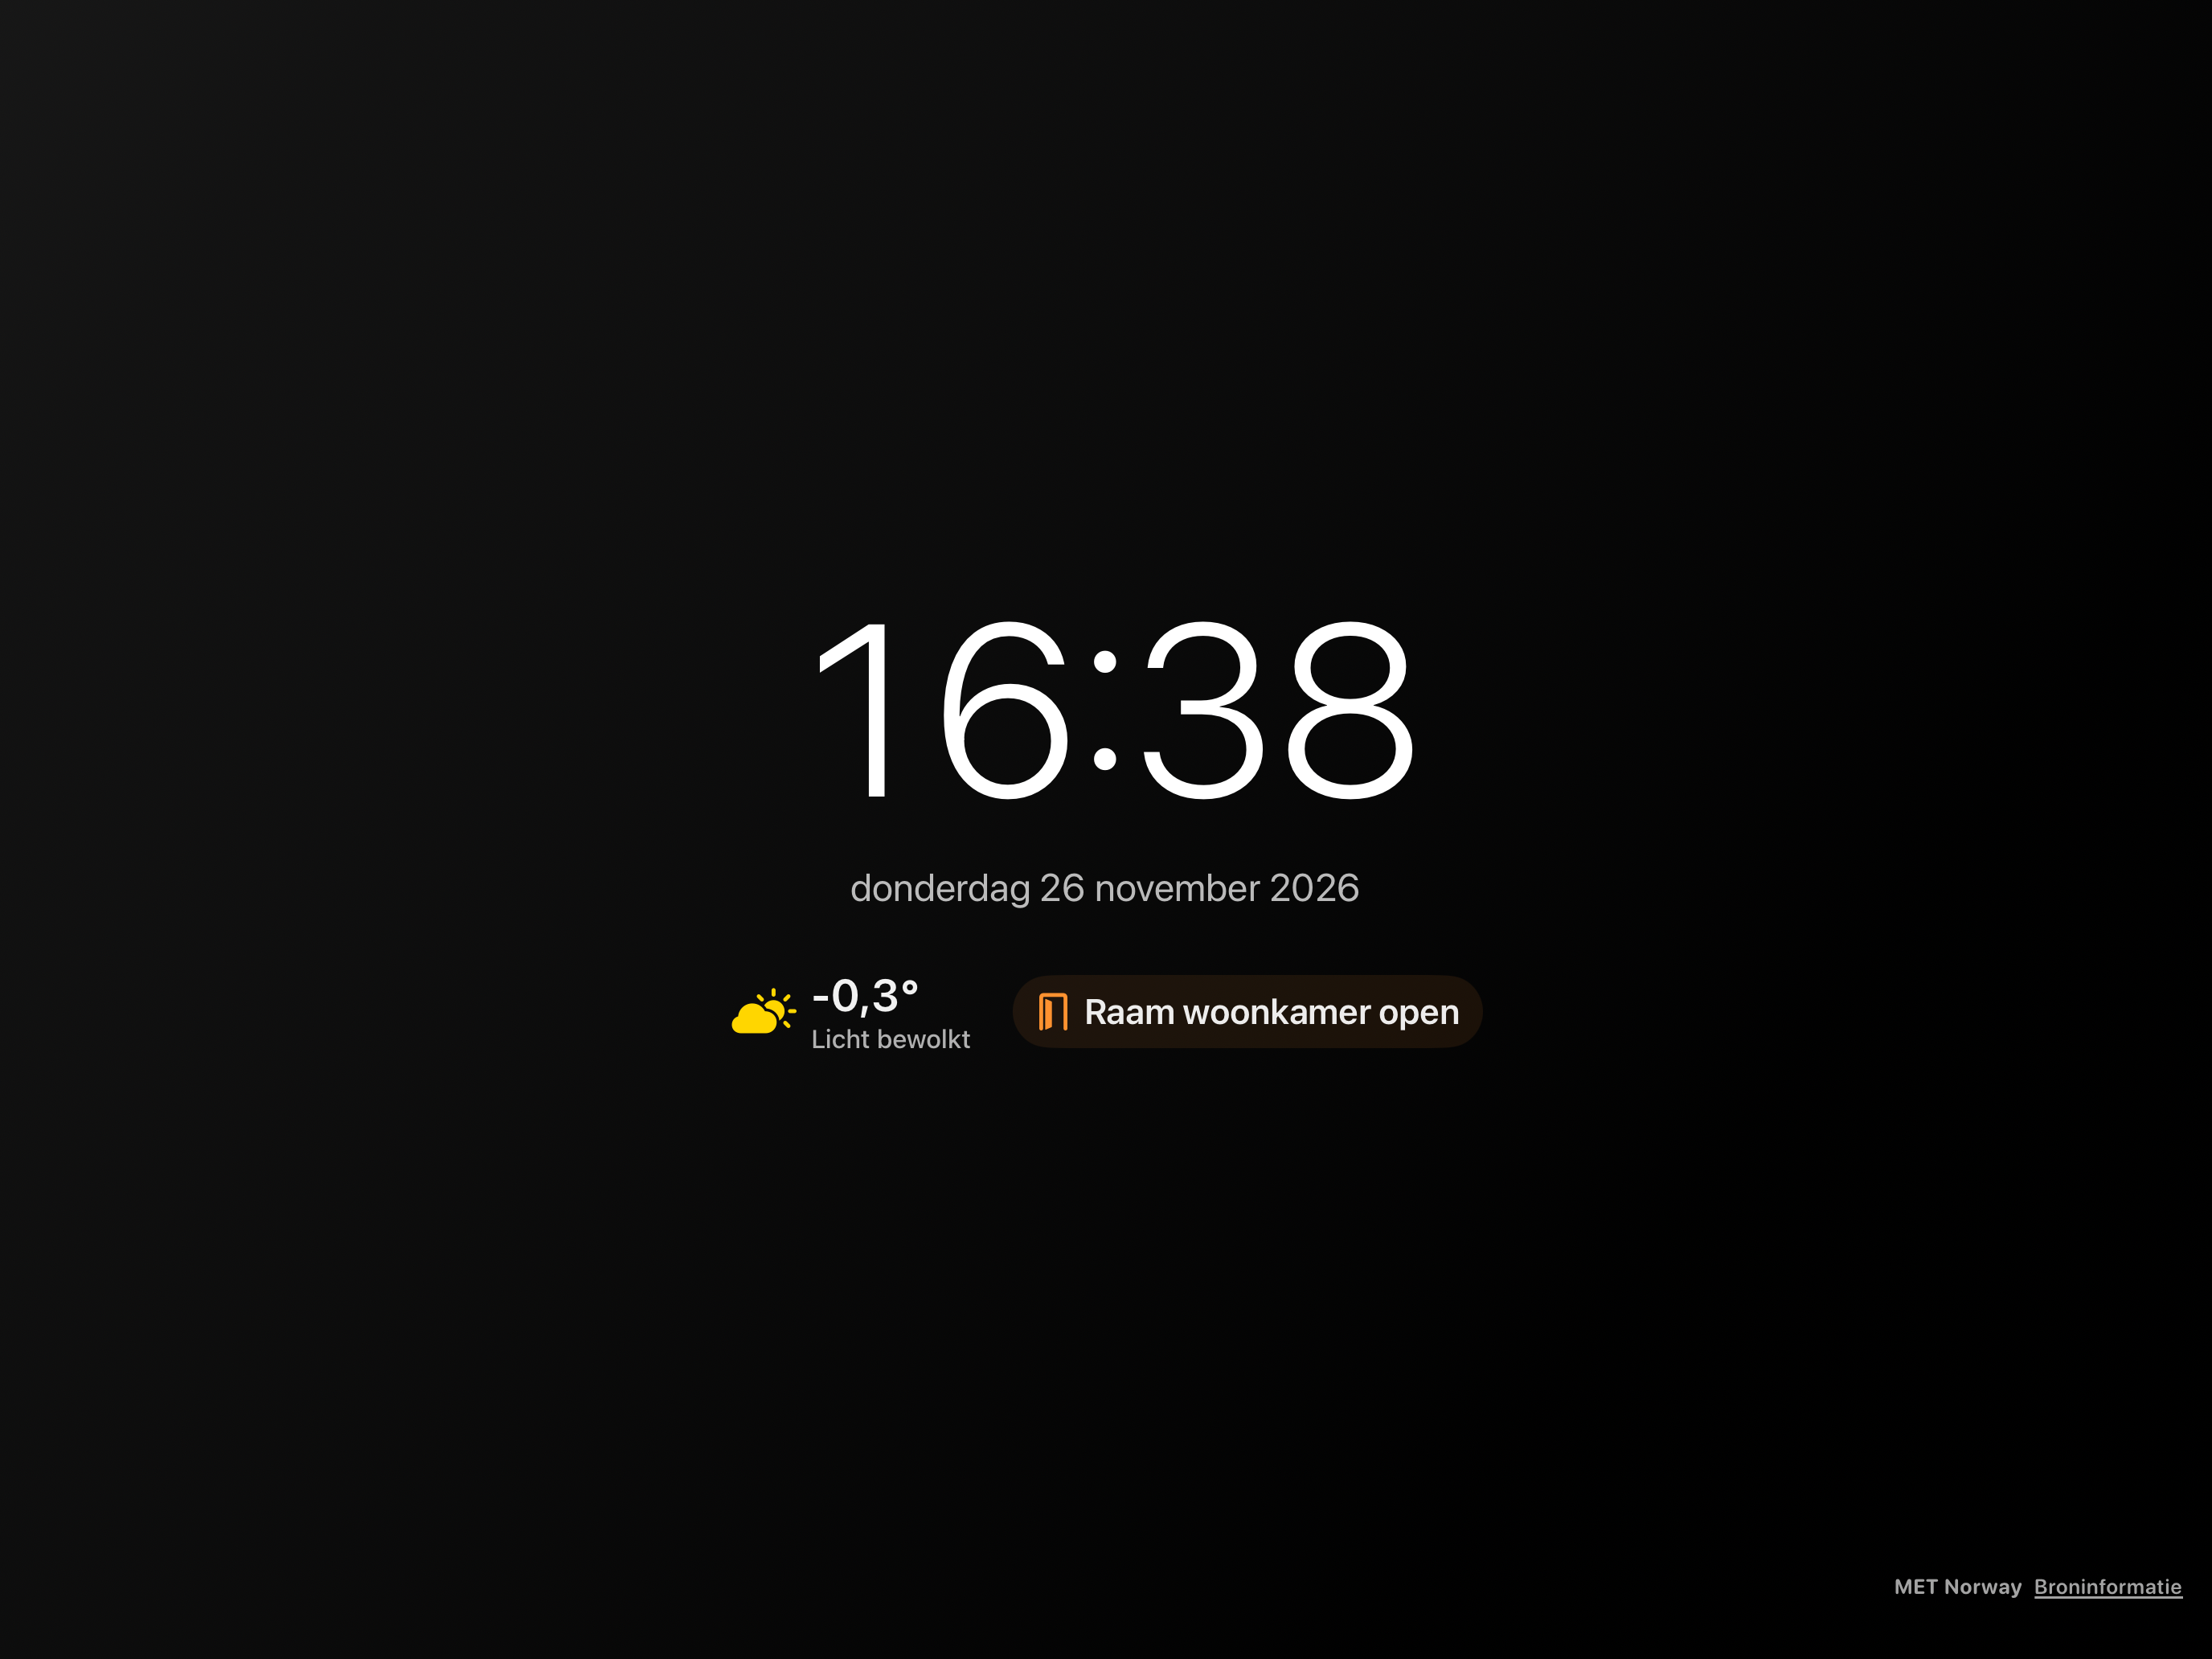 16:38
donderdag 26 november 2026
-0,3°
Licht bewolkt
Raam woonkamer open
MET Norway Broninformatie